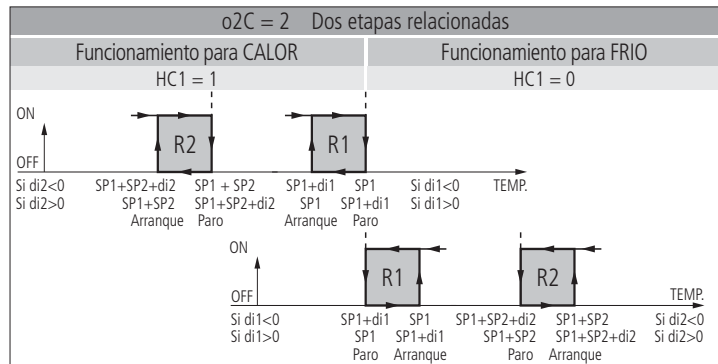 o2C = 2 Dos etapas relacionadas
Funcionamiento para CALOR Funcionamiento para FRIO
HC1 = 1 HC1 = 0
ON
R2 R1
OFF
Si di2<0 SP1+SP2+di2 SP1 + SP2 SP1+di1 SP1 Si di1<0 TEMP.
Si di2>0 SP1+SP2 SP1+SP2+di2 SP1 SP1+di1 Si di1>0
Arranque Paro Arranque Paro
ON
R1 R2
OFF TEMP.
Si di1<0 SP1+di1 SP1 SP1+SP2+di2 SP1+SP2 Si di2<0
Si di1>0 SP1 SP1+di1 SP1+SP2 SP1+SP2+di2 Si di2>0
Paro Arranque Paro Arranque